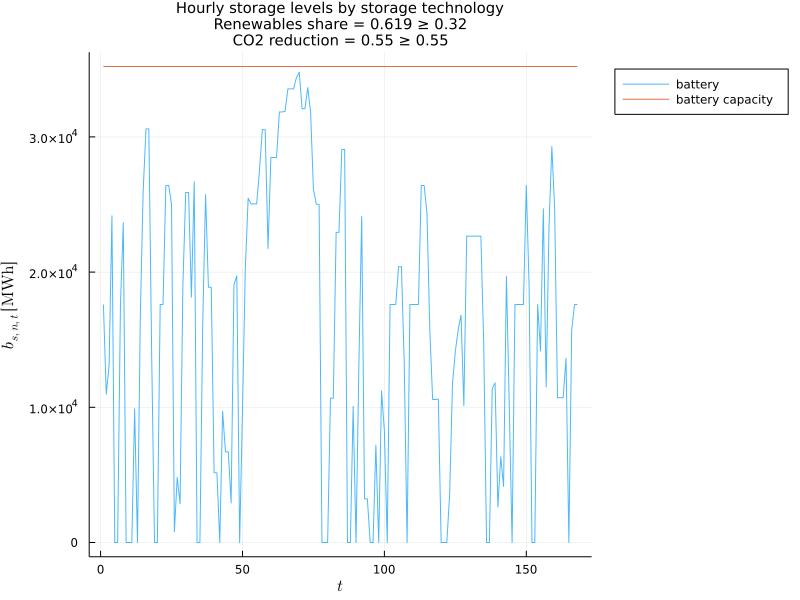 Hourly storage levels by storage technology
Renewables share = 0.619 ≥ 0.32
CO2 reduction = 0.55 ≥ 0.55
battery
battery capacity
3.0×10⁴
2.0×10⁴
1.0×10⁴
0
b_{s, n, t} [MWh]
0 50 100 150
t